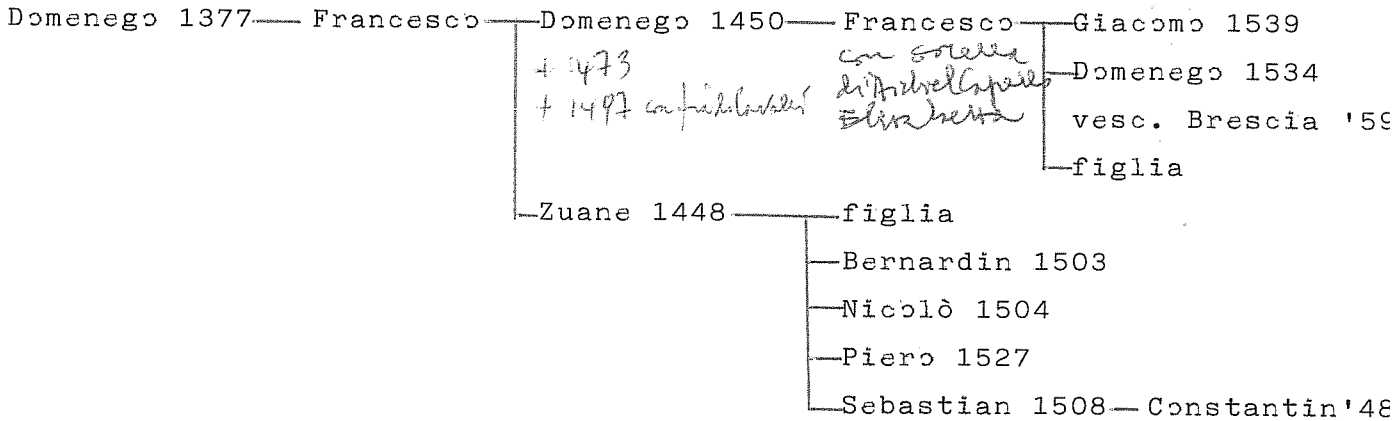 Domenego 1377 — Francesco — Domenego 1450 — Francesco — Giacomo 1539
+ 1473 con sorella
Domenego 1534
+ 1497 con
Elisabetta
vesc. Brescia '59
figlia
Zuane 1448 — figlia
Bernardin 1503
Nicolò 1504
Piero 1527
Sebastian 1508 — Constantin '48